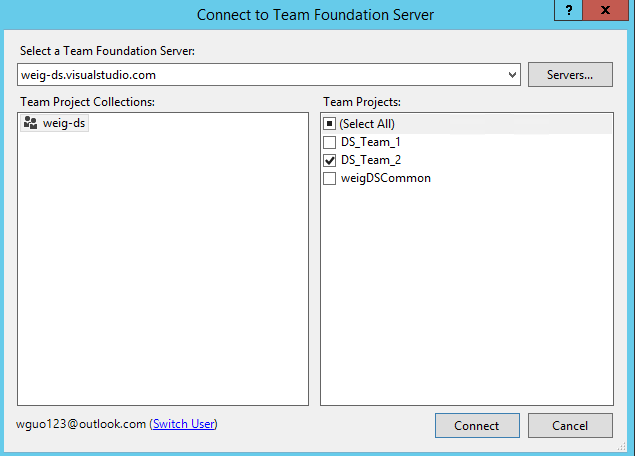 Connect to Team Foundation Server
? x
Select a Team Foundation Server:
weig-ds.visualstudio.com
Servers...
Team Project Collections:
Team Projects:
weig-ds
(Select All)
DS_Team_1
DS_Team_2
weigDSCommon
wguo123@outlook.com (Switch User)
Connect
Cancel